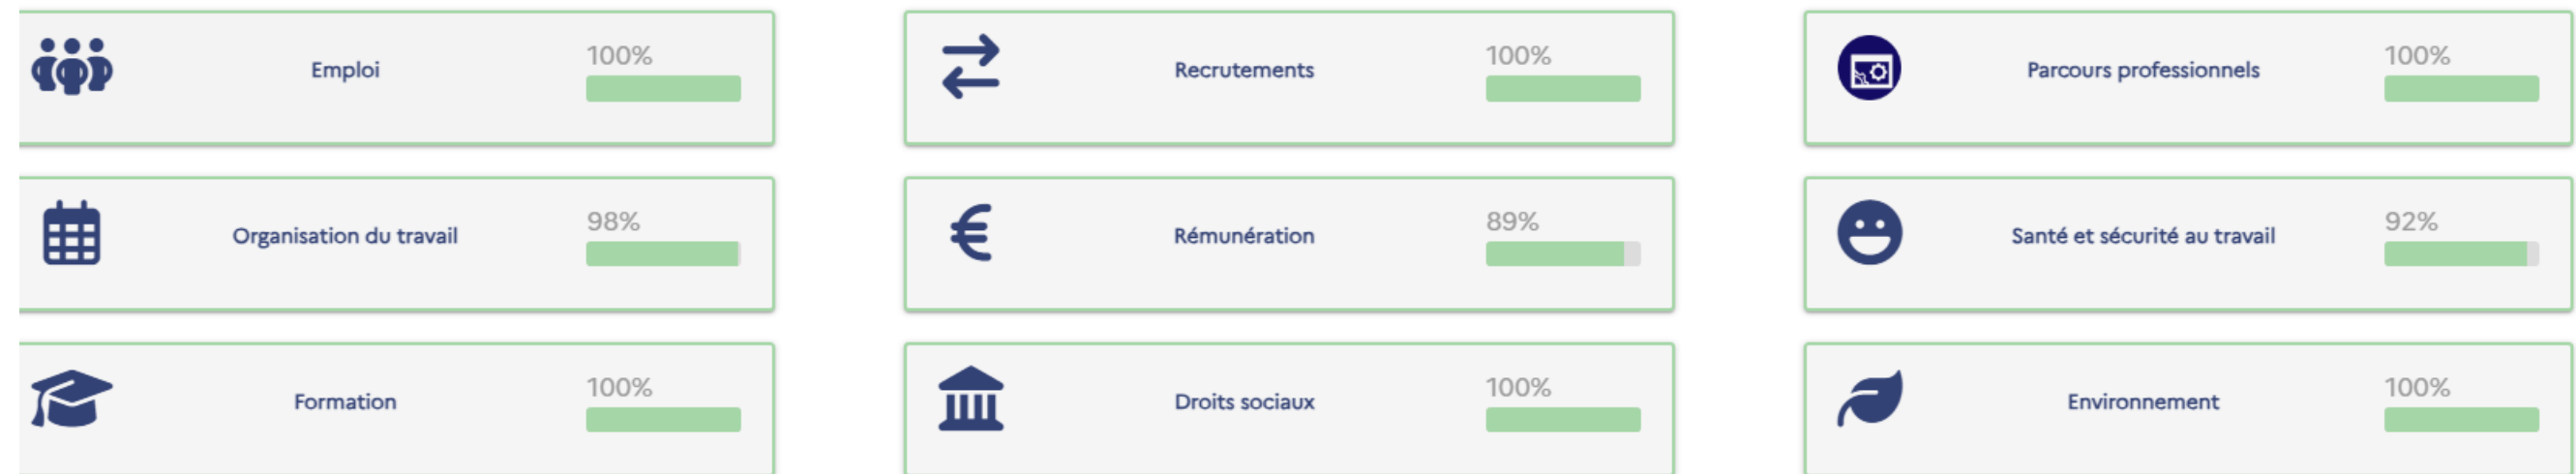 Emploi
100%
Recrutements
100%
Parcours professionnels
100%
Organisation du travail
98%
Rémunération
89%
Santé et sécurité au travail
92%
Formation
100%
Droits sociaux
100%
Environnement
100%